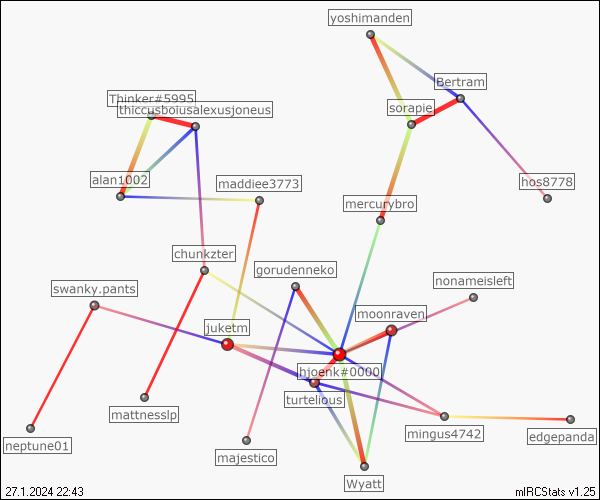 yoshimanden
Bertram
Thinker#5995
thiccusboiusalexusjoneus
sorapie
alan1002
maddiee3773
hos8778
mercurybro
chunkzter
gorudenneko
nonameisleft
swanky.pants
moonraven
juketm
hjoenk#0000
turtelious
mattnesslp
mingus4742
edgepanda
neptune01
majestico
Wyatt
27.1.2024 22:43
mIRCStats v1.25